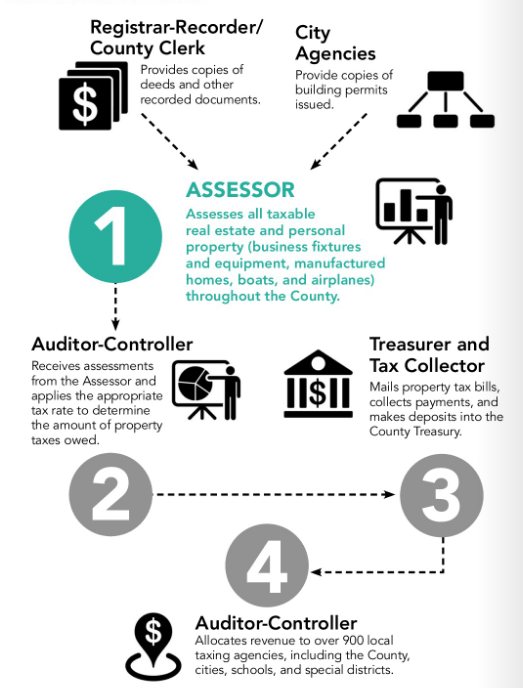 Registrar-Recorder/
County Clerk
Provides copies of
deeds and other
recorded documents.
$
City
Agencies
Provide copies of
building permits
issued.
1
ASSESSOR
Assesses all taxable
real estate and personal
property (business fixtures
and equipment, manufactured
homes, boats, and airplanes)
throughout the County.
Auditor-Controller
Receives assessments
from the Assessor and
applies the appropriate
tax rate to determine
the amount of property
taxes owed.
2
Treasurer and
Tax Collector
$
Mails property tax bills,
collects payments, and
makes deposits into the
County Treasury.
3
4
$
Auditor-Controller
Allocates revenue to over 900 local
taxing agencies, including the County,
cities, schools, and special districts.